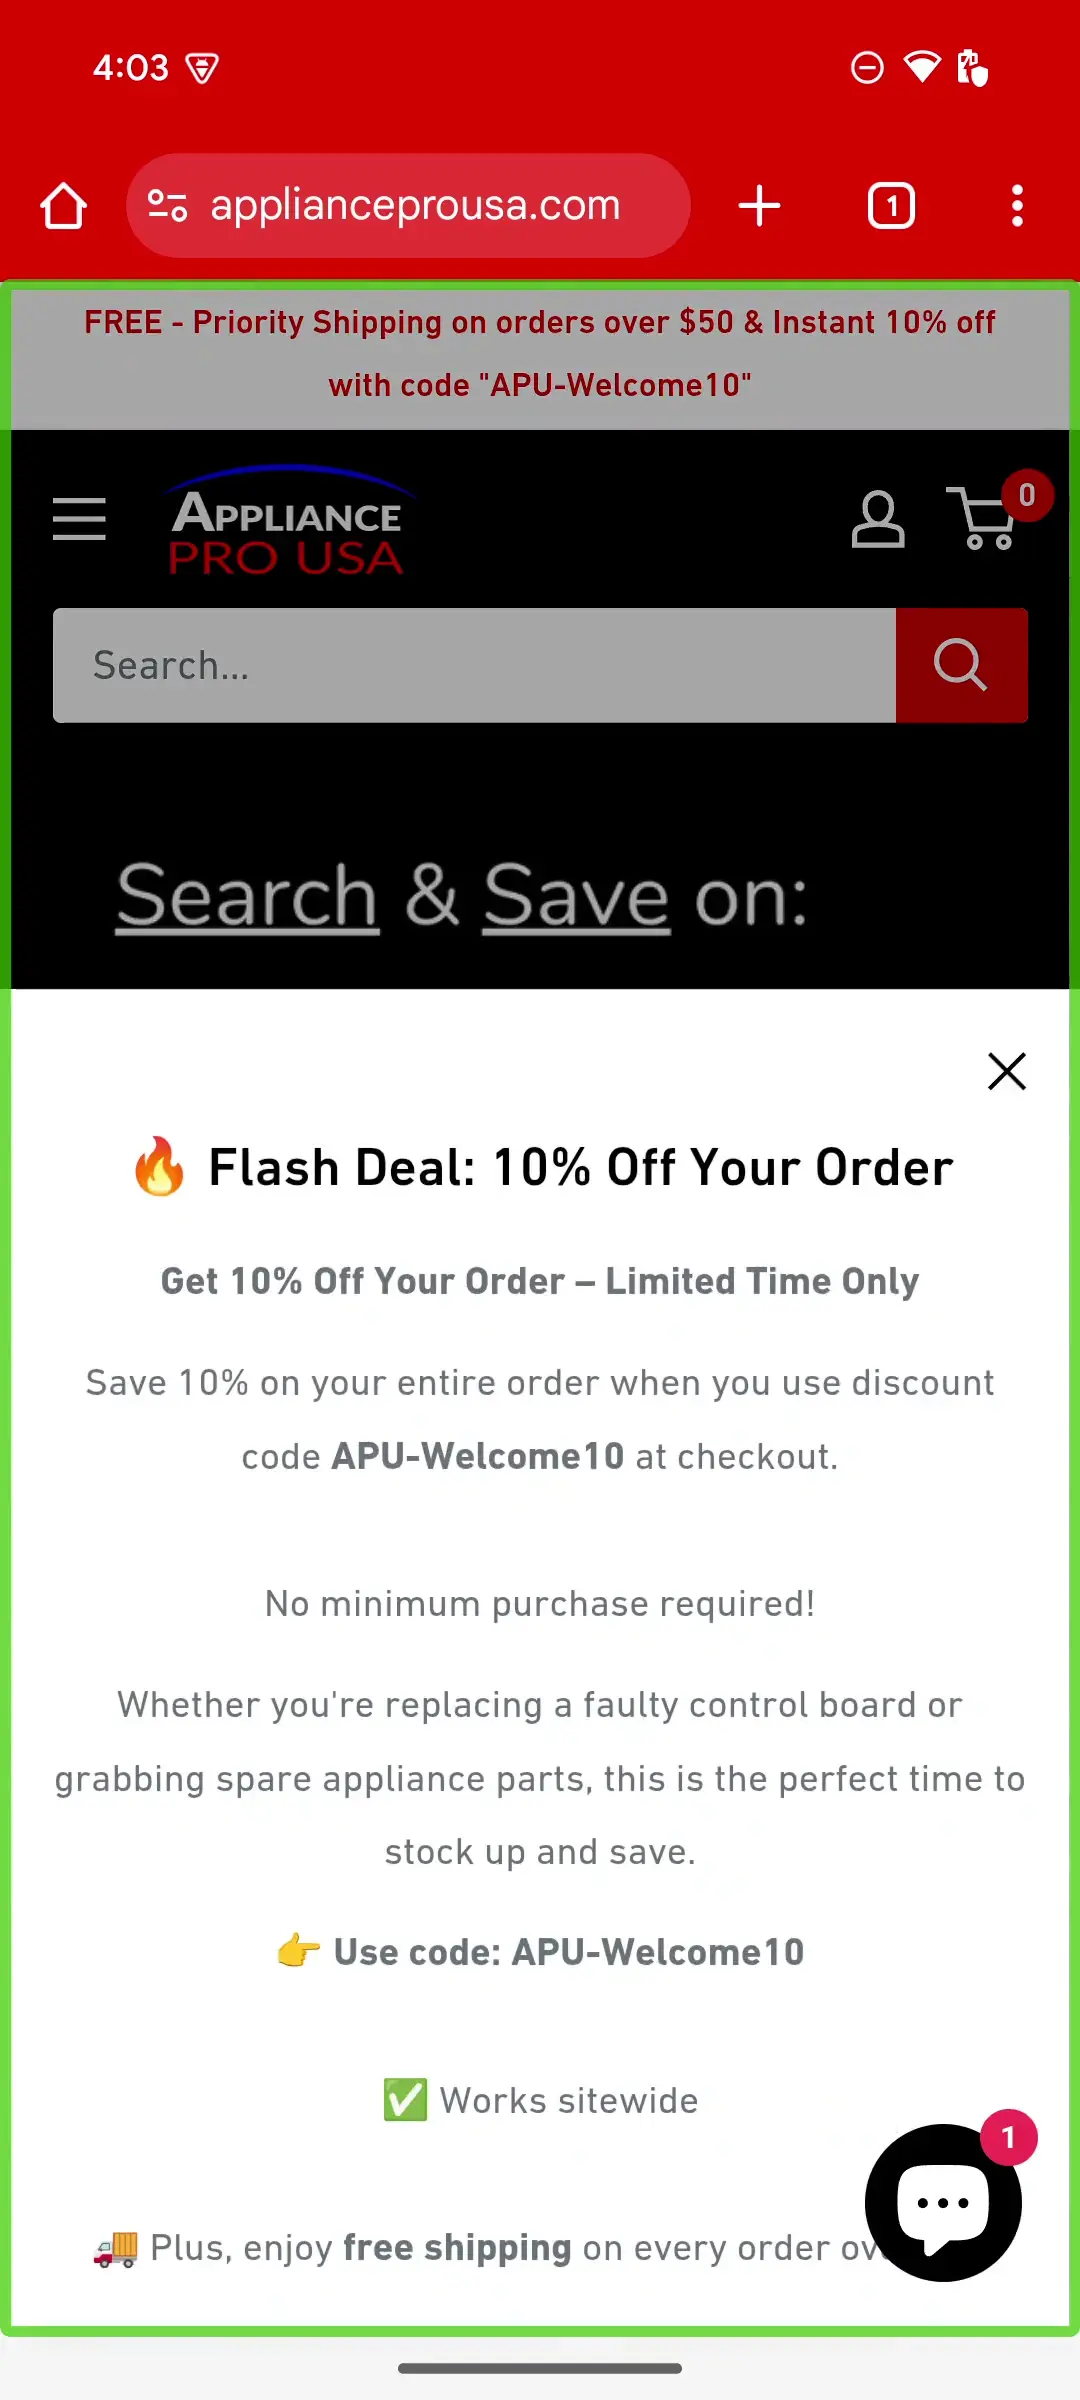 4:03
applianceprousa.com
1
FREE - Priority Shipping on orders over $50 & Instant 10% off
with code "APU-Welcome10"
APPLIANCE
PRO USA
0
Search...
Search & Save on:
🔥 Flash Deal: 10% Off Your Order
Get 10% Off Your Order – Limited Time Only
Save 10% on your entire order when you use discount
code APU-Welcome10 at checkout.
No minimum purchase required!
Whether you're replacing a faulty control board or
grabbing spare appliance parts, this is the perfect time to
stock up and save.
👉 Use code: APU-Welcome10
✅ Works sitewide
1
🚚 Plus, enjoy free shipping on every order